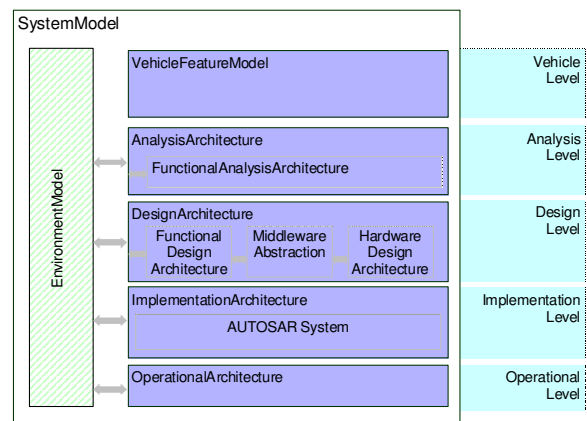 SystemModel
EnvironmentModel
VehicleFeatureModel
Vehicle
Level
AnalysisArchitecture
FunctionalAnalysisArchitecture
Analysis
Level
DesignArchitecture
Functional
Design
Architecture
Middleware
Abstraction
Hardware
Design
Architecture
Design
Level
ImplementationArchitecture
AUTOSAR System
Implementation
Level
OperationalArchitecture
Operational
Level